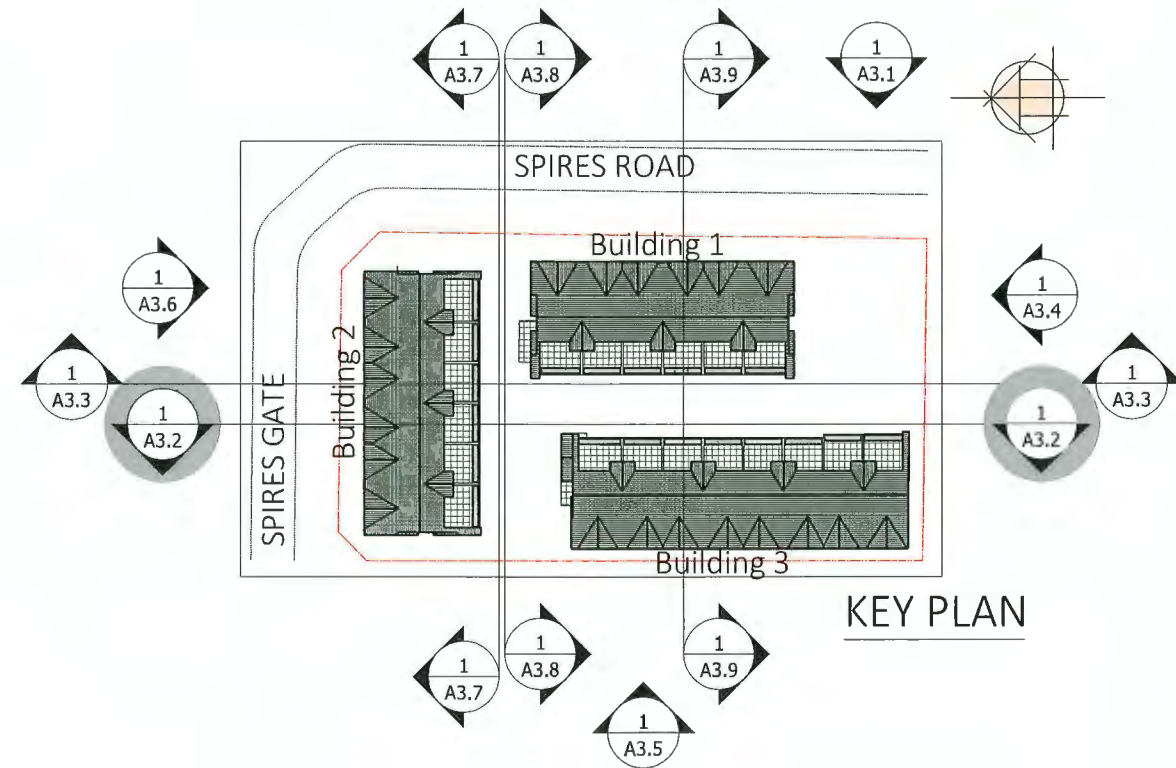 1
A3.7
1
A3.8
1
A3.9
1
A3.1
SPIRES ROAD
Building 1
1
A3.6
1
A3.4
Building 2
SPIRES GATE
1
A3.3
1
A3.3
1
A3.2
1
A3.2
Building 3
KEY PLAN
1
A3.7
1
A3.8
1
A3.9
1
A3.5